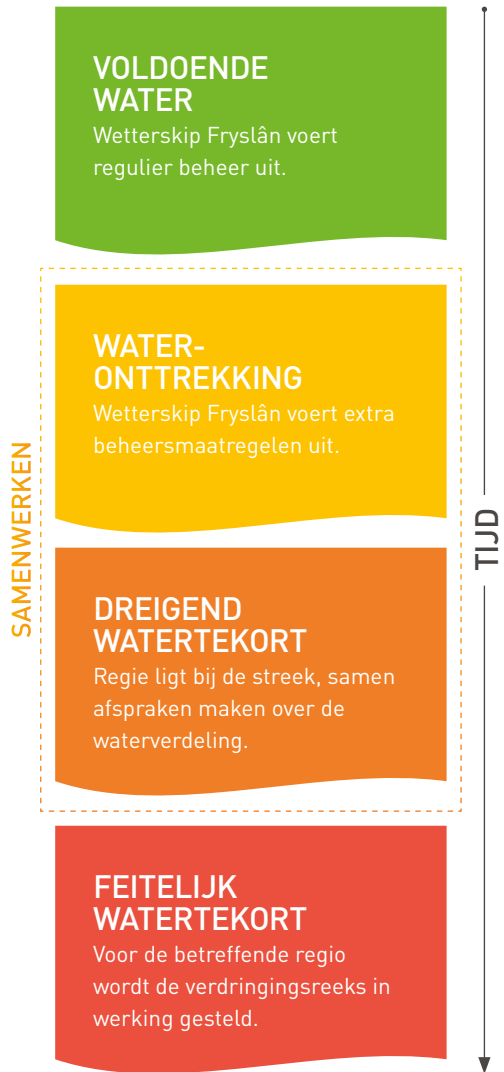 VOLDOENDE
WATER
Wetterskip Fryslân voert
regulier beheer uit.
WATER-
ONTTREKKING
Wetterskip Fryslân voert extra
beheersmaatregelen uit.
SAMENWERKEN
TIJD
DREIGEND
WATERTEKORT
Regie ligt bij de streek, samen
afspraken maken over de
waterverdeling.
FEITELIJK
WATERTEKORT
Voor de betreffende regio
wordt de verdringingsreeks in
werking gesteld.